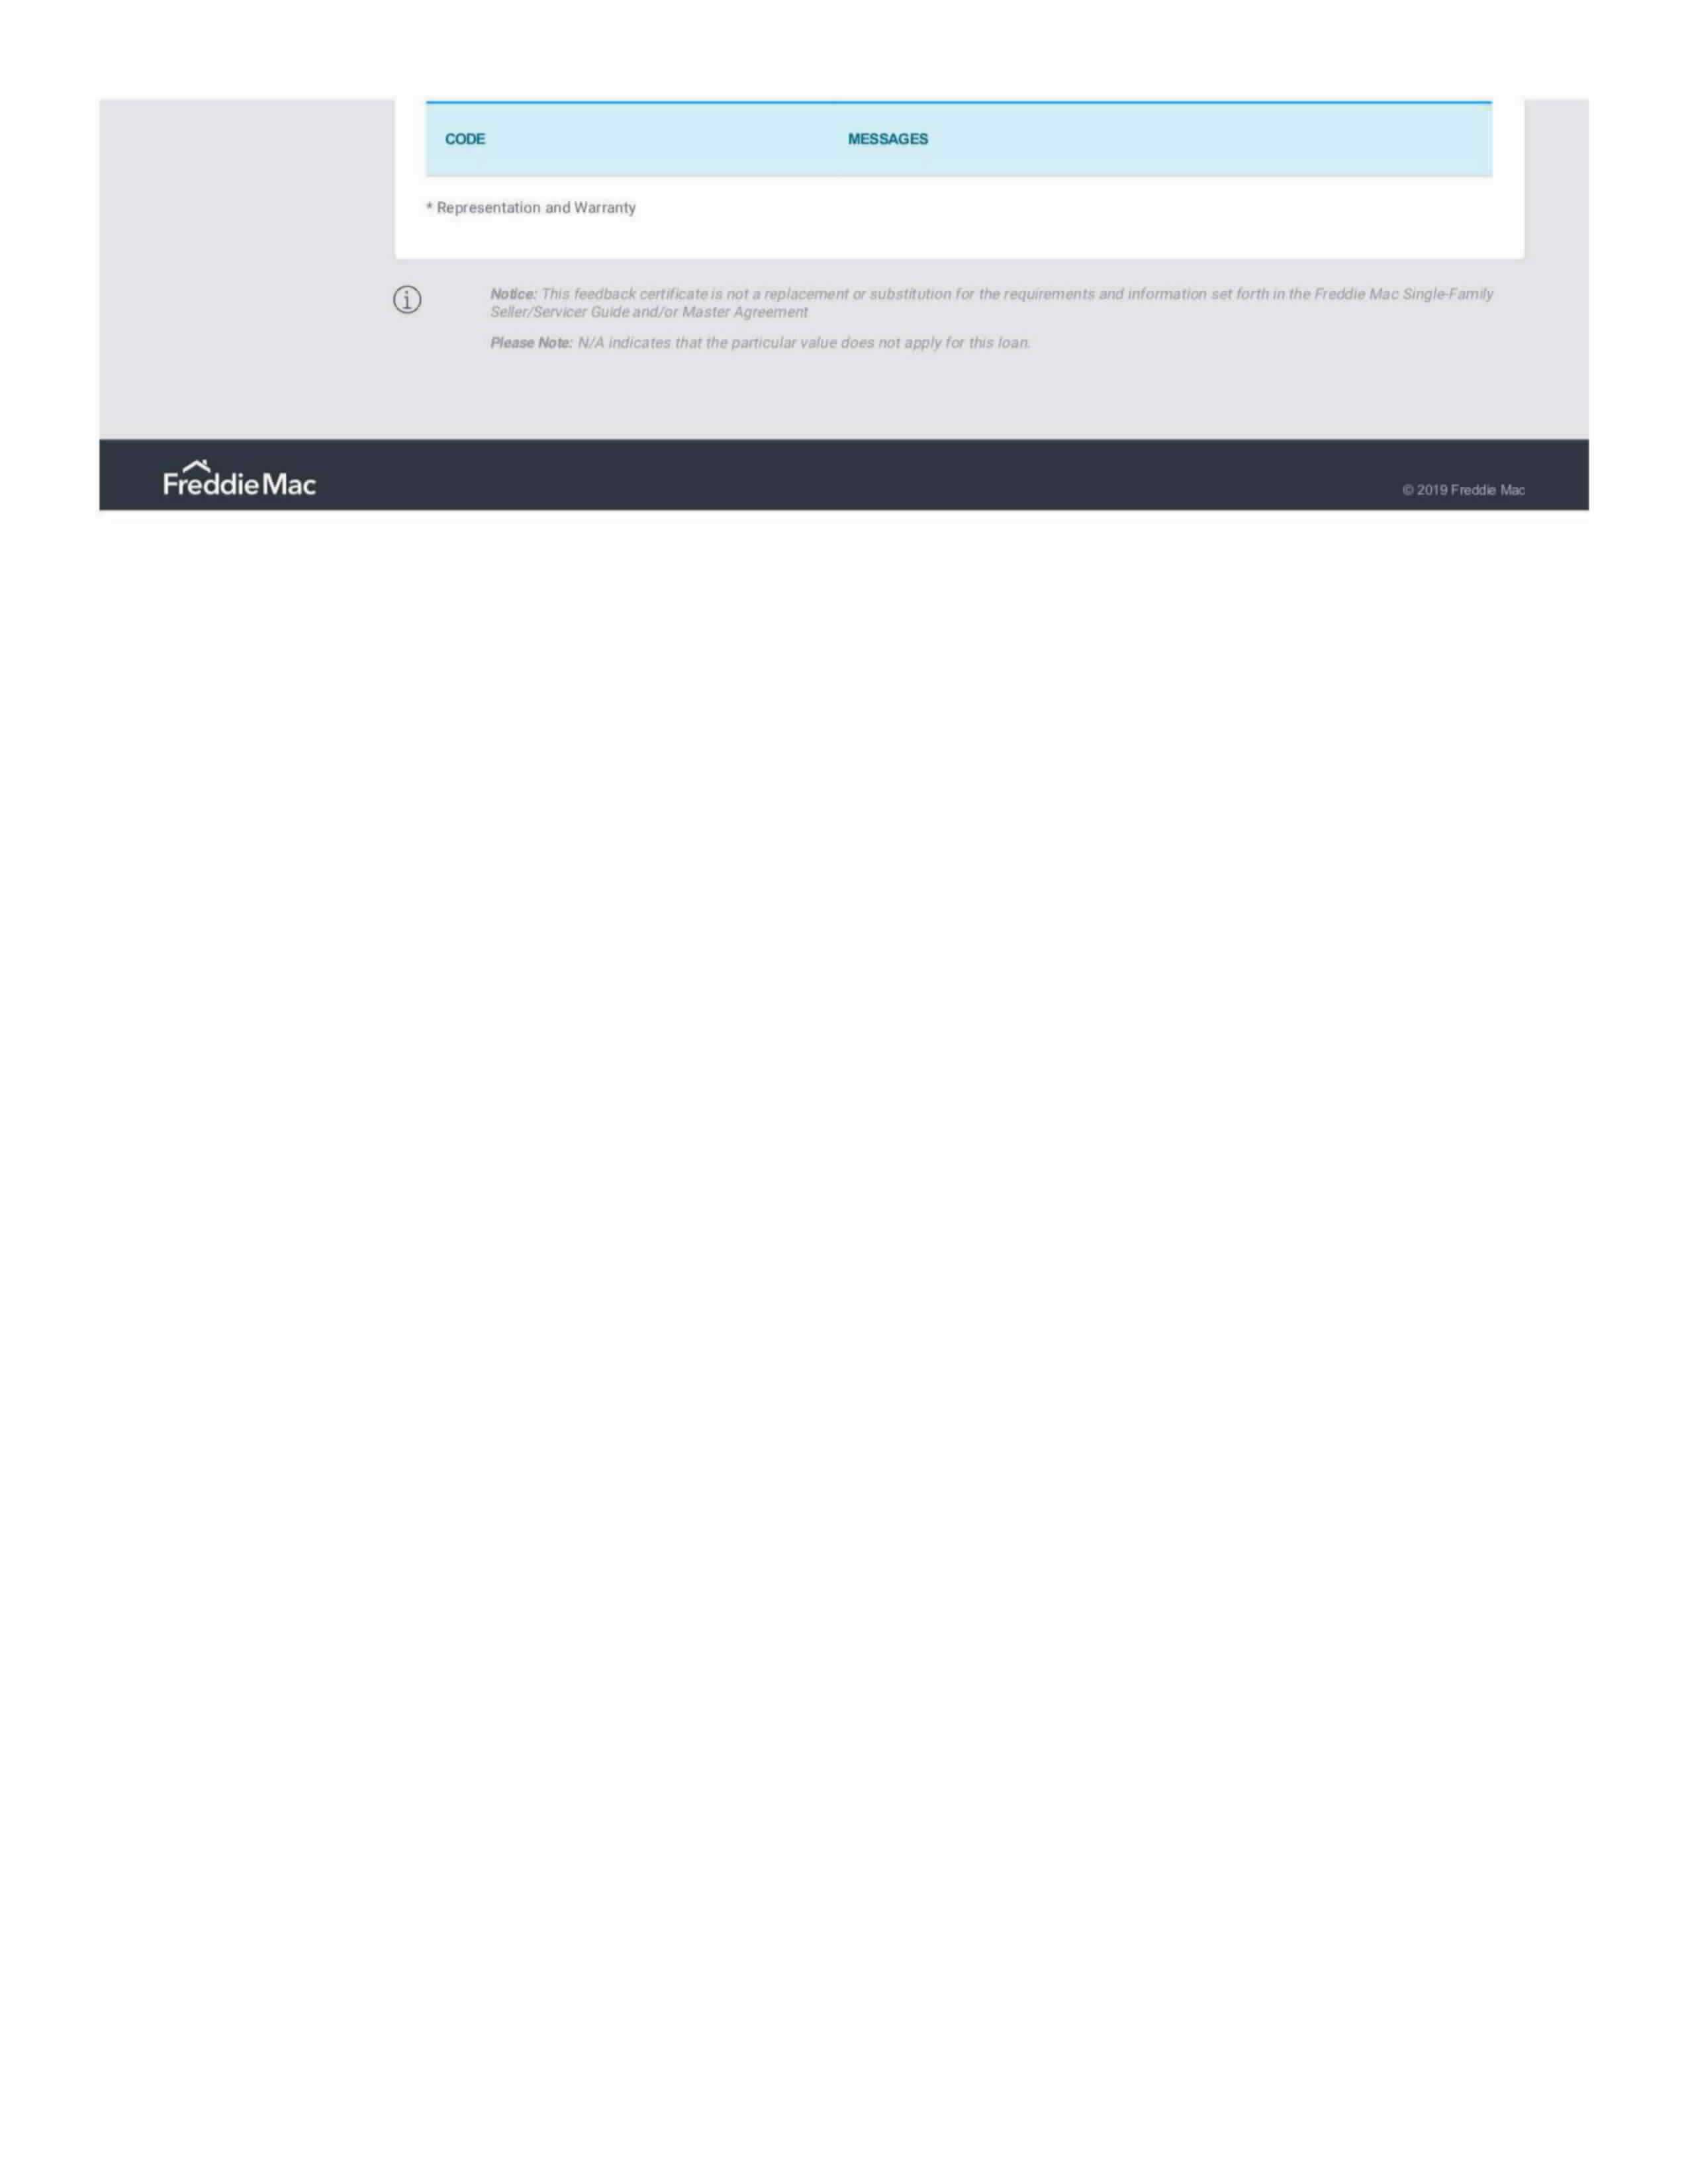 CODE MESSAGES
* Representation and Warranty
Notice: This feedback certificate is not a replacement or substitution for the requirements and information set forth in the Freddie Mac Single-Family
Seller/Servicer Guide and/or Master Agreement
Please Note: N/A indicates that the particular value does not apply for this loan.
Freddie Mac
© 2019 Freddie Mac